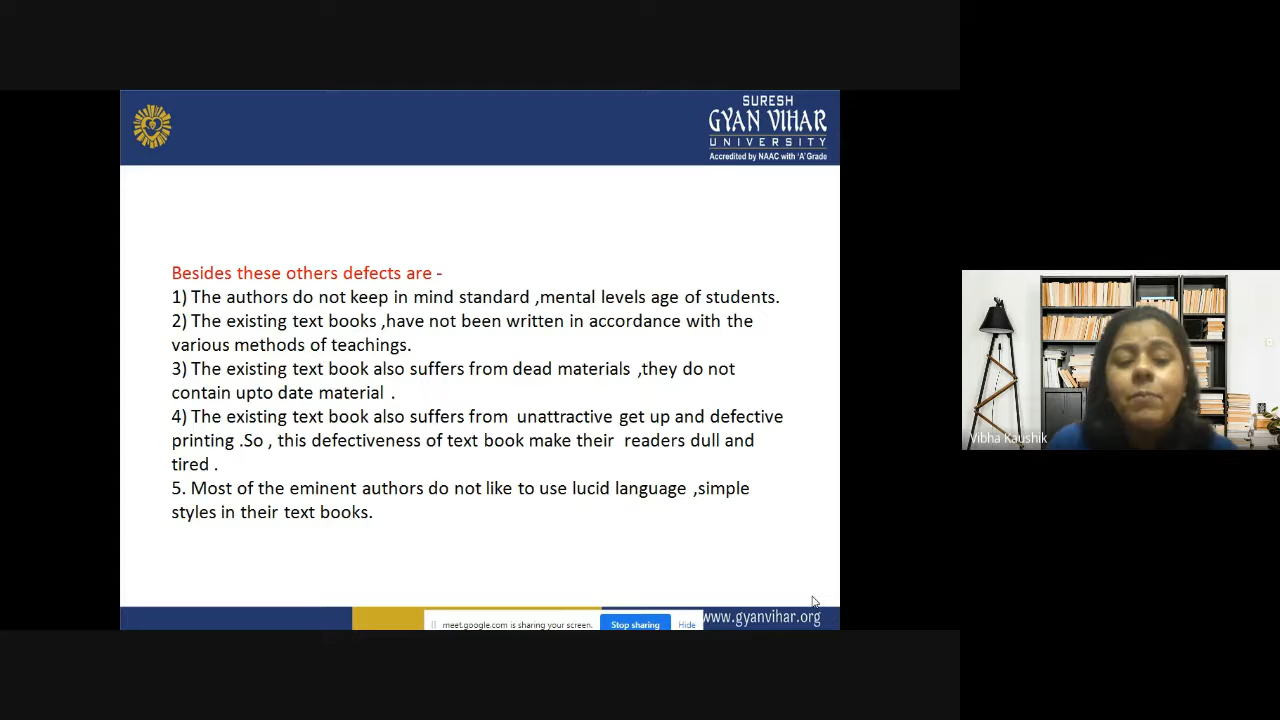 SURESH
GYAN VIHAR
UNIVERSITY
Accredited by NAAC with 'A' Grade
Besides these others defects are -
1) The authors do not keep in mind standard ,mental levels age of students.
2) The existing text books ,have not been written in accordance with the
various methods of teachings.
3) The existing text book also suffers from dead materials ,they do not
contain upto date material .
4) The existing text book also suffers from  unattractive get up and defective
printing .So , this defectiveness of text book make their  readers dull and
tired .
5. Most of the eminent authors do not like to use lucid language ,simple
styles in their text books.
Vibha Kaushik
meet.google.com is sharing your screen.
Stop sharing
Hide
www.gyanvihar.org